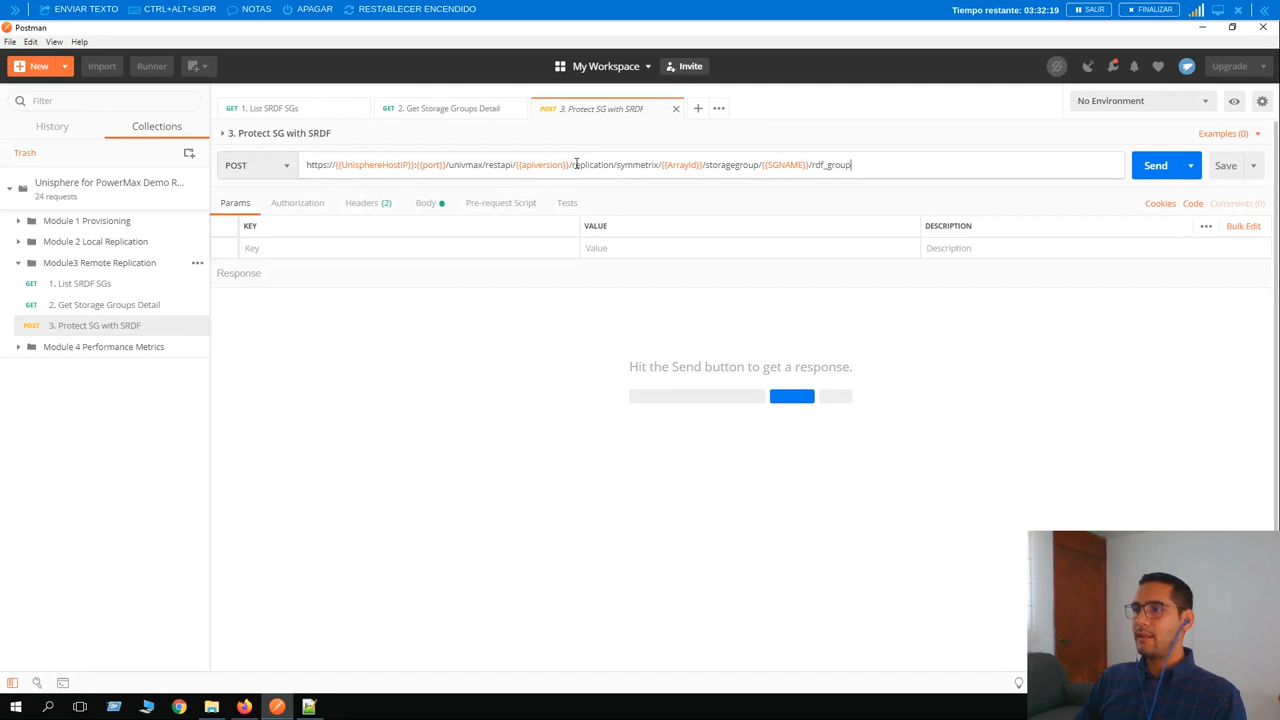 ENVIAR TEXTO CTRL+ALT+SUPR NOTAS APAGAR RESTABLECER ENCENDIDO Tiempo restante: 03:32:19 SALIR FINALIZAR
Postman
File Edit View Help
New Import Runner My Workspace Invite Upgrade
Filter
History Collections
Trash
Unisphere for PowerMax Demo R...
24 requests
Module 1 Provisioning
Module 2 Local Replication
Module3 Remote Replication
GET 1. List SRDF SGs
GET 2. Get Storage Groups Detail
POST 3. Protect SG with SRDF
Module 4 Performance Metrics
GET 1. List SRDF SGs GET 2. Get Storage Groups Detail POST 3. Protect SG with SRDF No Environment
3. Protect SG with SRDF Examples (0)
POST https://{{UnisphereHostIP}}:{{port}}/univmax/restapi/{{apiversion}}/replication/symmetrix/{{ArrayId}}/storagegroup/{{SGNAME}}/rdf_group Send Save
Params Authorization Headers (2) Body Pre-request Script Tests Cookies Code Comments (0)
KEY VALUE DESCRIPTION Bulk Edit
Key Value Description
Response
Hit the Send button to get a response.